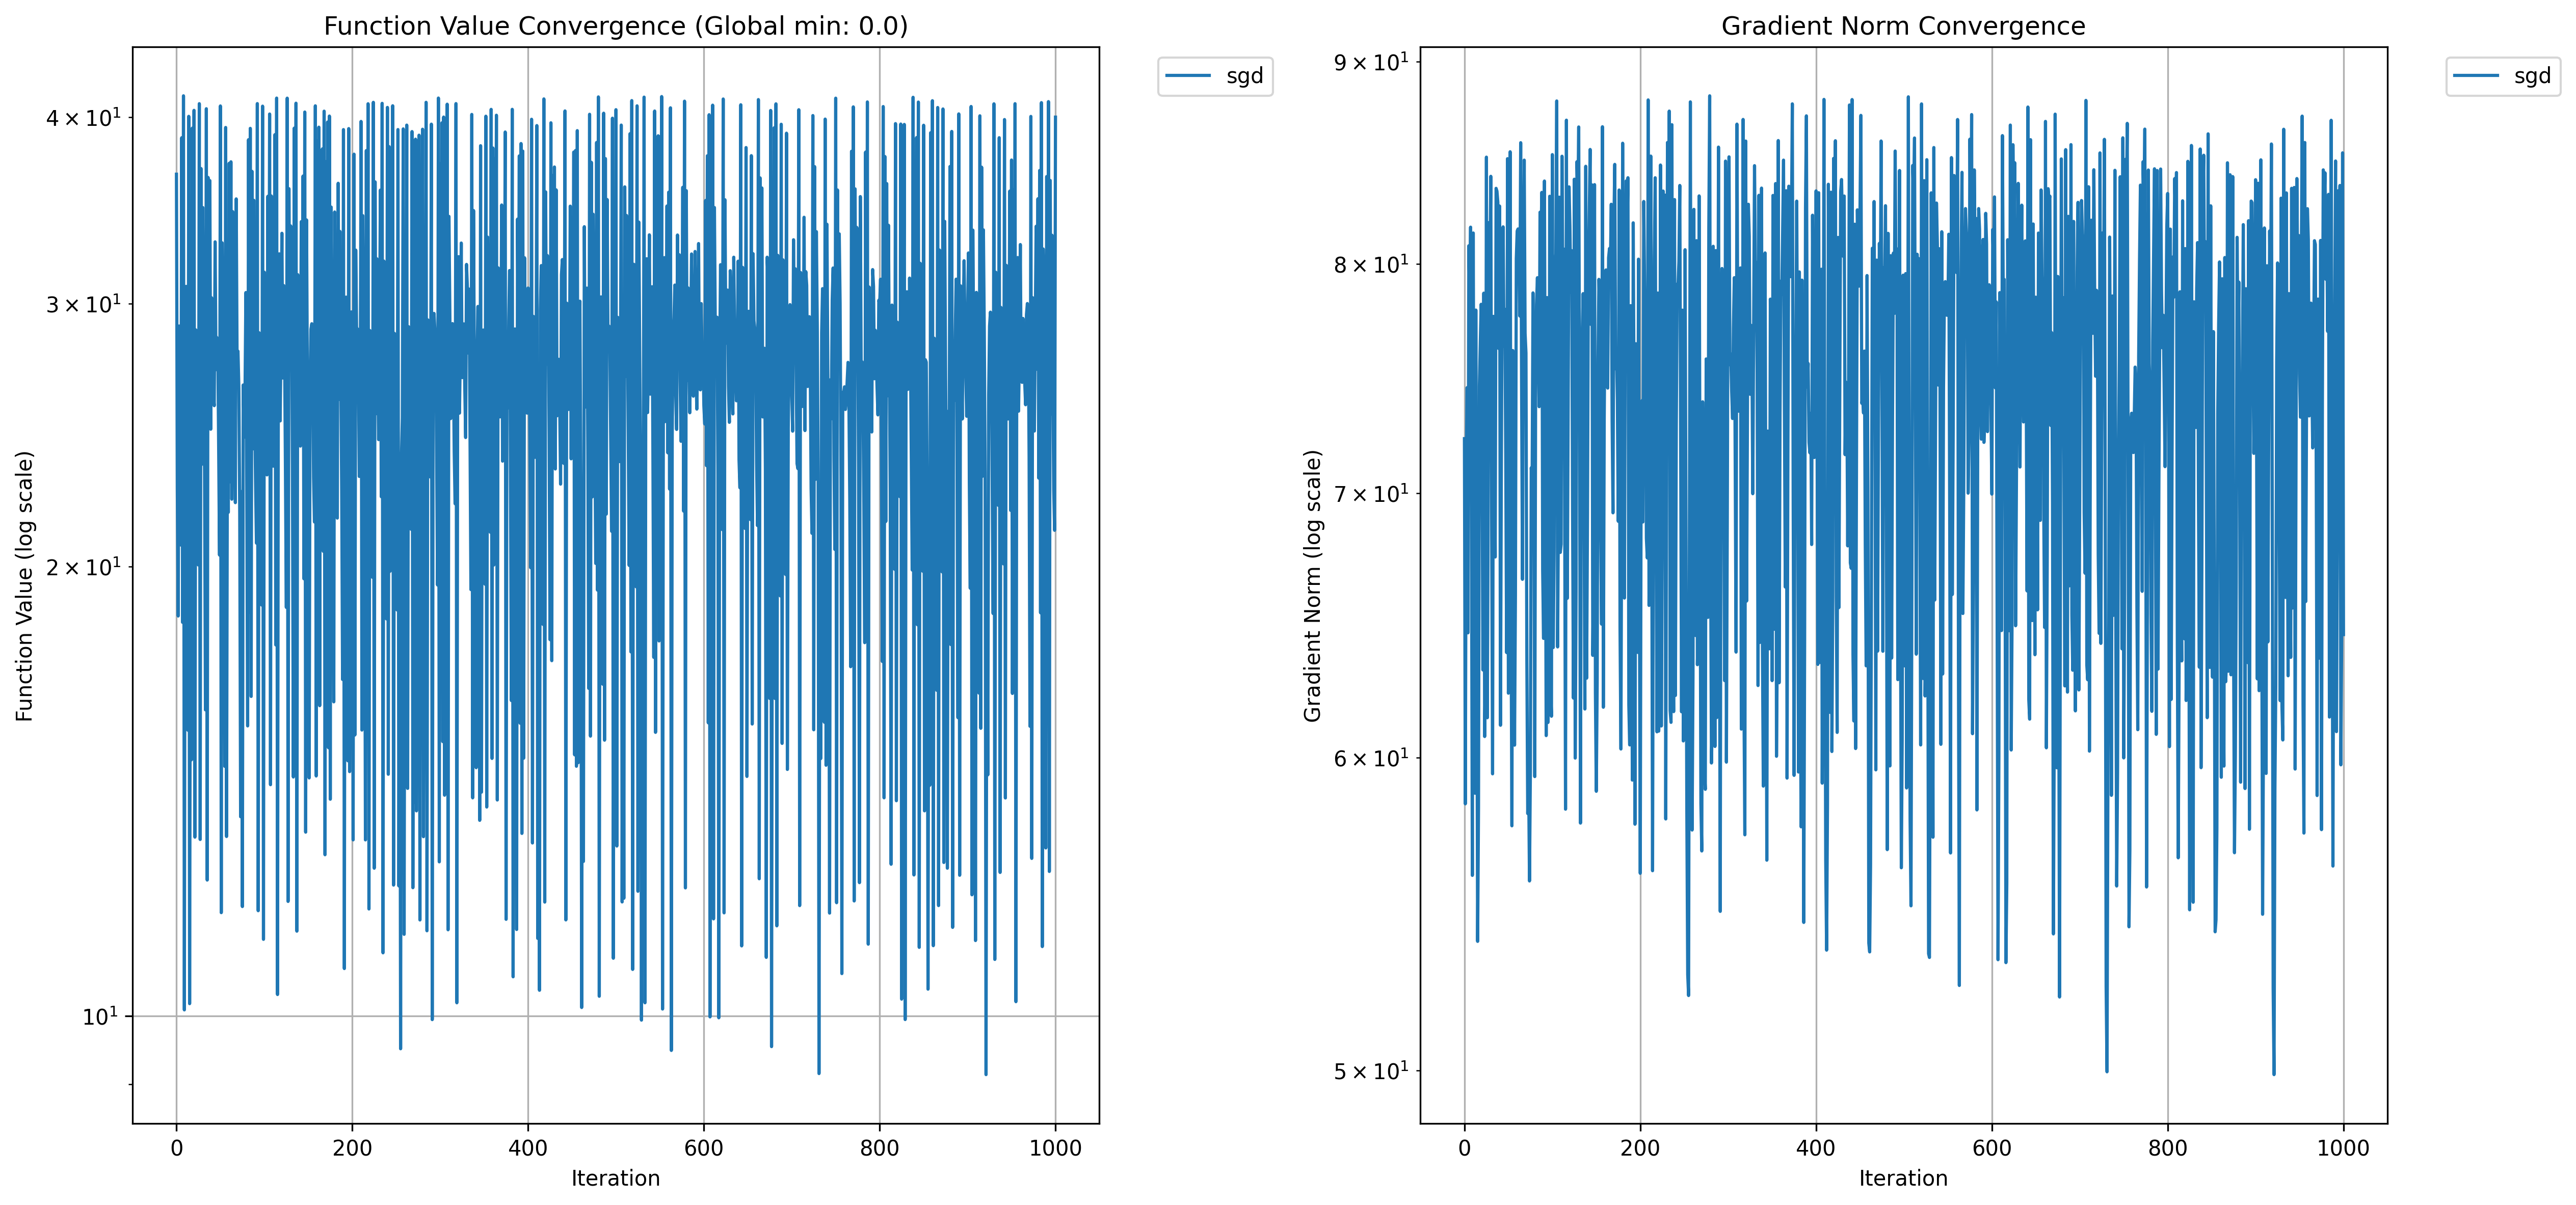 Function Value Convergence (Global min: 0.0)
Function Value (log scale)
4 × 10¹
3 × 10¹
2 × 10¹
10¹
0 200 400 600 800 1000
Iteration
sgd
Gradient Norm Convergence
Gradient Norm (log scale)
9 × 10¹
8 × 10¹
7 × 10¹
6 × 10¹
5 × 10¹
0 200 400 600 800 1000
Iteration
sgd